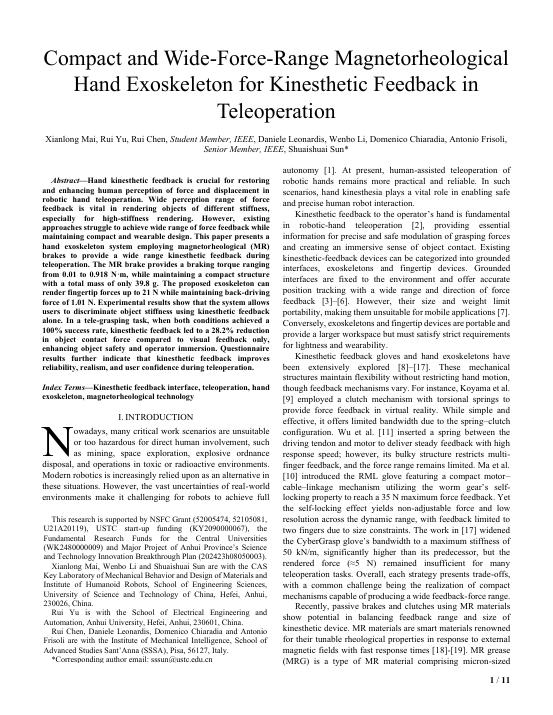 Compact and Wide-Force-Range Magnetorheological
Hand Exoskeleton for Kinesthetic Feedback in
Teleoperation
Xianlong Mai, Rui Yu, Rui Chen, Student Member, IEEE, Daniele Leonardis, Wenbo Li, Domenico Chiaradia, Antonio Frisoli,
Senior Member, IEEE, Shuaishuai Sun*
Abstract—Hand kinesthetic feedback is crucial for restoring
and enhancing human perception of force and displacement in
robotic hand teleoperation. Wide perception range of force
feedback is vital in rendering objects of different stiffness,
especially for high-stiffness rendering. However, existing
approaches struggle to achieve wide range of force feedback while
maintaining compact and wearable design. This paper presents a
hand exoskeleton system employing magnetorheological (MR)
brakes to provide a wide range kinesthetic feedback during
teleoperation. The MR brake provides a braking torque ranging
from 0.01 to 0.918 N·m, while maintaining a compact structure
with a total mass of only 39.8 g. The proposed exoskeleton can
render fingertip forces up to 21 N while maintaining back-driving
force of 1.01 N. Experimental results show that the system allows
users to discriminate object stiffness using kinesthetic feedback
alone. In a tele-grasping task, when both conditions achieved a
100% success rate, kinesthetic feedback led to a 28.2% reduction
in object contact force compared to visual feedback only,
enhancing object safety and operator immersion. Questionnaire
results further indicate that kinesthetic feedback improves
reliability, realism, and user confidence during teleoperation.
Index Terms—Kinesthetic feedback interface, teleoperation, hand
exoskeleton, magnetorheological technology
I. INTRODUCTION
Nowadays, many critical work scenarios are unsuitable
or too hazardous for direct human involvement, such
as mining, space exploration, explosive ordnance
disposal, and operations in toxic or radioactive environments.
Modern robotics is increasingly relied upon as an alternative in
these situations. However, the vast uncertainties of real-world
environments make it challenging for robots to achieve full
This research is supported by NSFC Grant (52005474, 52105081,
U21A20119), USTC start-up funding (KY2090000067), the
Fundamental Research Funds for the Central Universities
(WK2480000009) and Major Project of Anhui Province's Science
and Technology Innovation Breakthrough Plan (202423h08050003).
Xianlong Mai, Wenbo Li and Shuaishuai Sun are with the CAS
Key Laboratory of Mechanical Behavior and Design of Materials and
Institute of Humanoid Robots, School of Engineering Sciences,
University of Science and Technology of China, Hefei, Anhui,
230026, China.
Rui Yu is with the School of Electrical Engineering and
Automation, Anhui University, Hefei, Anhui, 230601, China.
Rui Chen, Daniele Leonardis, Domenico Chiaradia and Antonio
Frisoli are with the Institute of Mechanical Intelligence, School of
Advanced Studies Sant'Anna (SSSA), Pisa, 56127, Italy.
*Corresponding author email: sssun@ustc.edu.cn
autonomy [1]. At present, human-assisted teleoperation of
robotic hands remains more practical and reliable. In such
scenarios, hand kinesthesia plays a vital role in enabling safe
and precise human robot interaction.
Kinesthetic feedback to the operator's hand is fundamental
in robotic-hand teleoperation [2], providing essential
information for precise and safe modulation of grasping forces
and creating an immersive sense of object contact. Existing
kinesthetic-feedback devices can be categorized into grounded
interfaces, exoskeletons and fingertip devices. Grounded
interfaces are fixed to the environment and offer accurate
position tracking with a wide range and direction of force
feedback [3]–[6]. However, their size and weight limit
portability, making them unsuitable for mobile applications [7].
Conversely, exoskeletons and fingertip devices are portable and
provide a larger workspace but must satisfy strict requirements
for lightness and wearability.
Kinesthetic feedback gloves and hand exoskeletons have
been extensively explored [8]–[17]. These mechanical
structures maintain flexibility without restricting hand motion,
though feedback mechanisms vary. For instance, Koyama et al.
[9] employed a clutch mechanism with torsional springs to
provide force feedback in virtual reality. While simple and
effective, it offers limited bandwidth due to the spring–clutch
configuration. Wu et al. [11] inserted a spring between the
driving tendon and motor to deliver steady feedback with high
response speed; however, its bulky structure restricts multi-
finger feedback, and the force range remains limited. Ma et al.
[10] introduced the RML glove featuring a compact motor–
cable–linkage mechanism utilizing the worm gear's self-
locking property to reach a 35 N maximum force feedback. Yet
the self-locking effect yields non-adjustable force and low
resolution across the dynamic range, with feedback limited to
two fingers due to size constraints. The work in [17] widened
the CyberGrasp glove's bandwidth to a maximum stiffness of
50 kN/m, significantly higher than its predecessor, but the
rendered force (≈5 N) remained insufficient for many
teleoperation tasks. Overall, each strategy presents trade-offs,
with a common challenge being the realization of compact
mechanisms capable of producing a wide feedback-force range.
Recently, passive brakes and clutches using MR materials
show potential in balancing feedback range and size of
kinesthetic device. MR materials are smart materials renowned
for their tunable rheological properties in response to external
magnetic fields with fast response times [18]-[19]. MR grease
(MRG) is a type of MR material comprising micron-sized
1 / 11